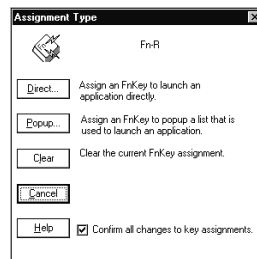 Assignment Type
Fn-R
Direct...
Assign an FnKey to launch an
application directly.
Popup...
Assign an FnKey to popup a list that is
used to launch an application.
Clear
Clear the current FnKey assignment.
Cancel
Help
Confirm all changes to key assignments.